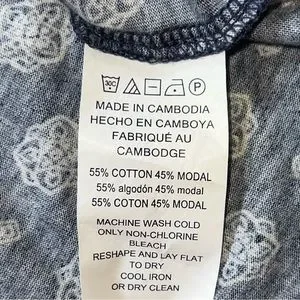 30C P
MADE IN CAMBODIA
HECHO EN CAMBOYA
FABRIQUÉ AU
CAMBODGE
55% COTTON 45% MODAL
55% algodón 45% modal
55% COTON 45% MODAL
MACHINE WASH COLD
ONLY NON-CHLORINE
BLEACH
RESHAPE AND LAY FLAT
TO DRY
COOL IRON
OR DRY CLEAN